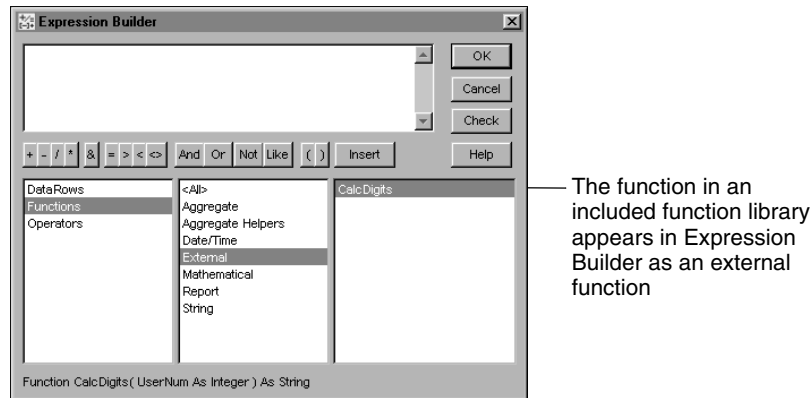 Expression Builder
OK
Cancel
Check
+ - / * & = > < <> And Or Not Like ( ) Insert Help
DataRows
Functions
Operators
<All>
Aggregate
Aggregate Helpers
Date/Time
External
Mathematical
Report
String
CalcDigits
Function CalcDigits( UserNum As Integer ) As String
The function in an
included function library
appears in Expression
Builder as an external
function